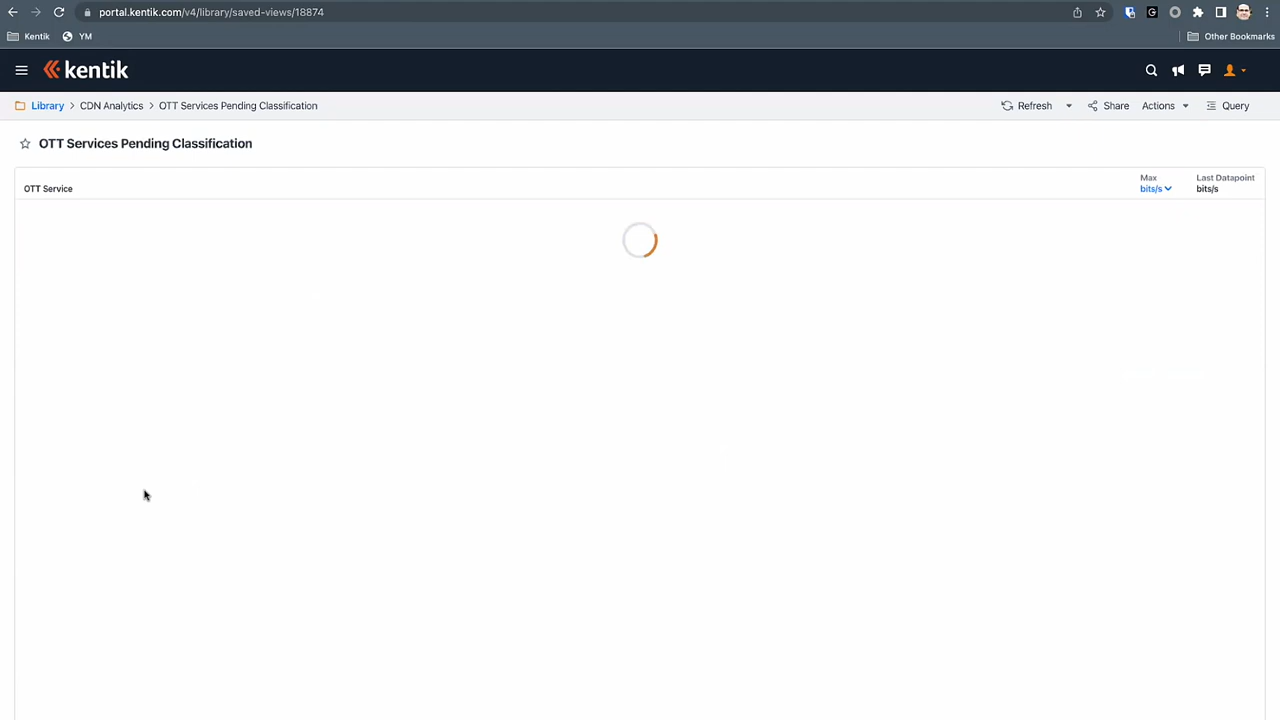 portal.kentik.com/v4/library/saved-views/18874
Kentik YM Other Bookmarks
kentik
Library > CDN Analytics > OTT Services Pending Classification Refresh Share Actions Query
OTT Services Pending Classification
OTT Service Max bits/s Last Datapoint bits/s